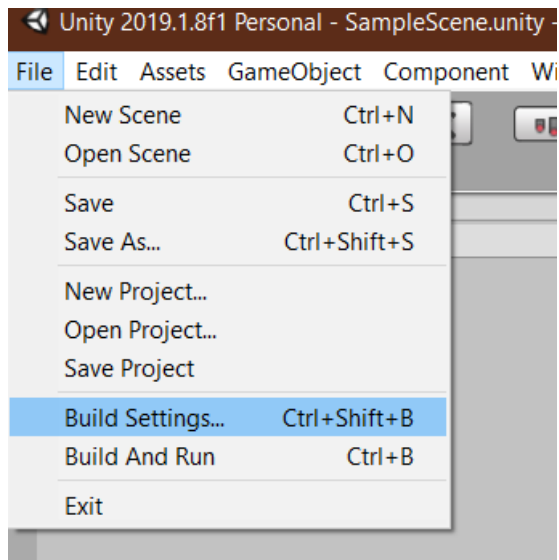 Unity 2019.1.8f1 Personal - SampleScene.unity -
File Edit Assets GameObject Component Wi
New Scene Ctrl+N
Open Scene Ctrl+O
Save Ctrl+S
Save As... Ctrl+Shift+S
New Project...
Open Project...
Save Project
Build Settings... Ctrl+Shift+B
Build And Run Ctrl+B
Exit